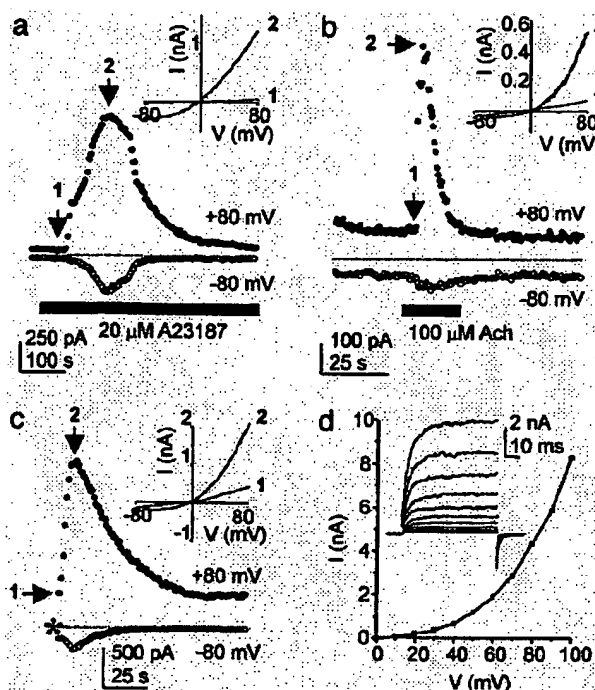 a
I (nA)
1
2
1
-80
80
V (mV)
2
1
+80 mV
-80 mV
20 µM A23187
250 pA
100 s
b
I (nA)
0.6
0.4
0.2
-80
80
V (mV)
2
1
+80 mV
-80 mV
100 µM Ach
100 pA
25 s
c
I (nA)
2
1
-1
2
1
-80
80
V (mV)
2
1
+80 mV
*
-80 mV
500 pA
25 s
d
I (nA)
10
8
6
4
2
0
2 nA
10 ms
0 20 40 60 80 100
V (mV)